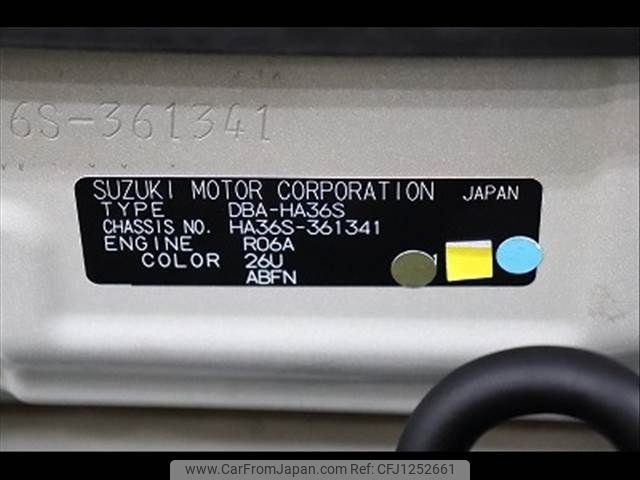 6S-361341
SUZUKI MOTOR CORPORATION JAPAN
TYPE DBA-HA36S
CHASSIS NO. HA36S-361341
ENGINE R06A
COLOR 26U
ABFN
www.CarFromJapan.com CFJ1252661